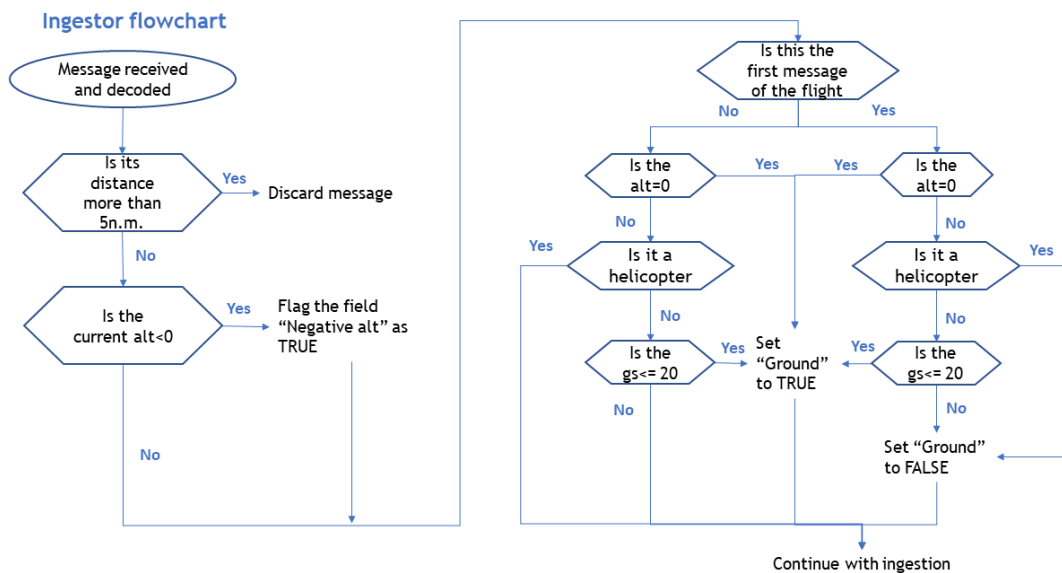 Ingestor flowchart
Message received
and decoded
Is its
distance
more than
5n.m.
Yes
Discard message
No
Is the
current alt<0
Yes
Flag the field
“Negative alt” as
TRUE
No
Is this the
first message
of the flight
No
Yes
Is the
alt=0
Yes
Yes
Is the
alt=0
No
No
Yes
Is it a
helicopter
Is it a
helicopter
Yes
No
No
Is the
gs<= 20
Yes
Set
“Ground”
to TRUE
Yes
Is the
gs<= 20
No
No
Set “Ground”
to FALSE
Continue with ingestion